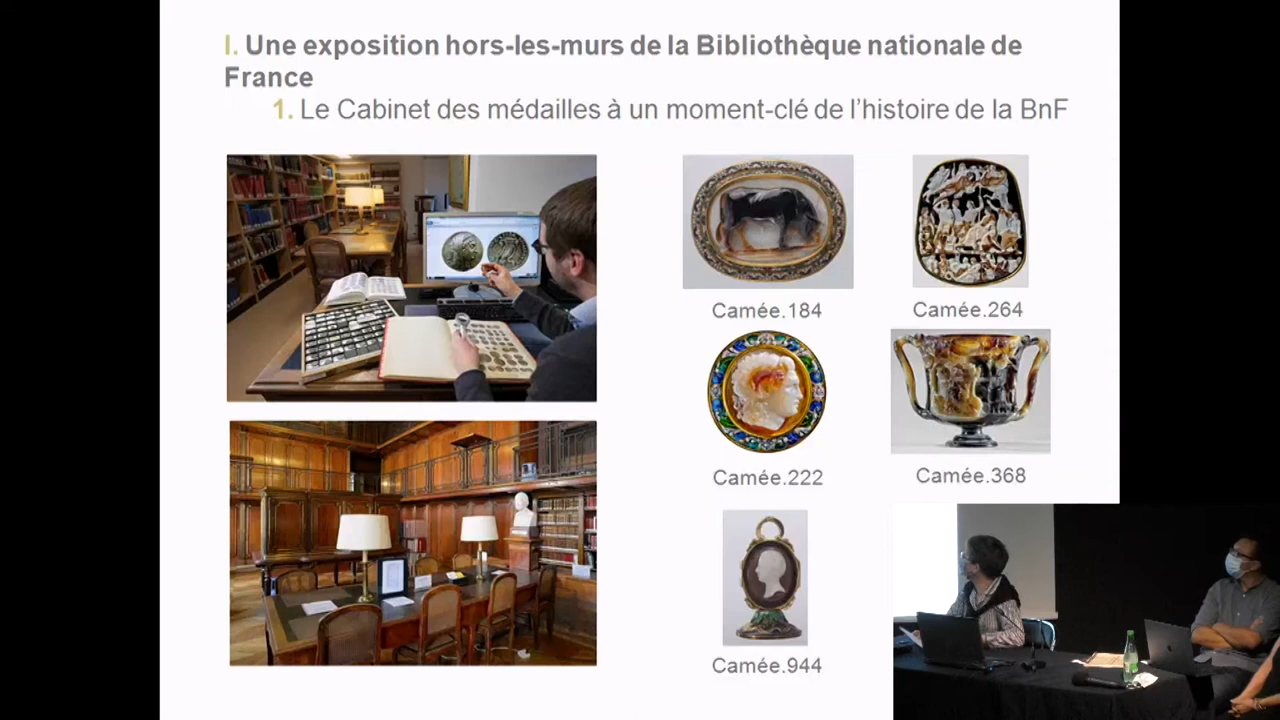 I. Une exposition hors-les-murs de la Bibliothèque nationale de
France
1. Le Cabinet des médailles à un moment-clé de l'histoire de la BnF
Camée.184
Camée.264
Camée.222
Camée.368
Camée.944